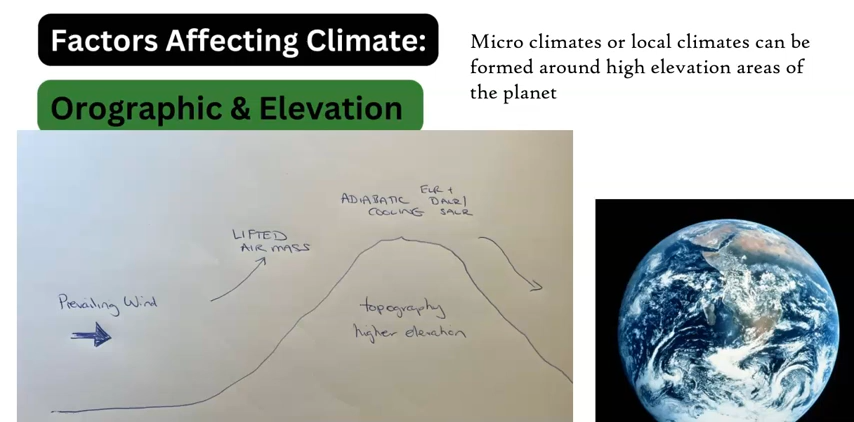 Factors Affecting Climate:
Orographic & Elevation
Micro climates or local climates can be
formed around high elevation areas of
the planet
ELR +
ADIABATIC DALR/
COOLING SALR
LIFTED
AIR MASS
Prevailing Wind
topography
higher elevation